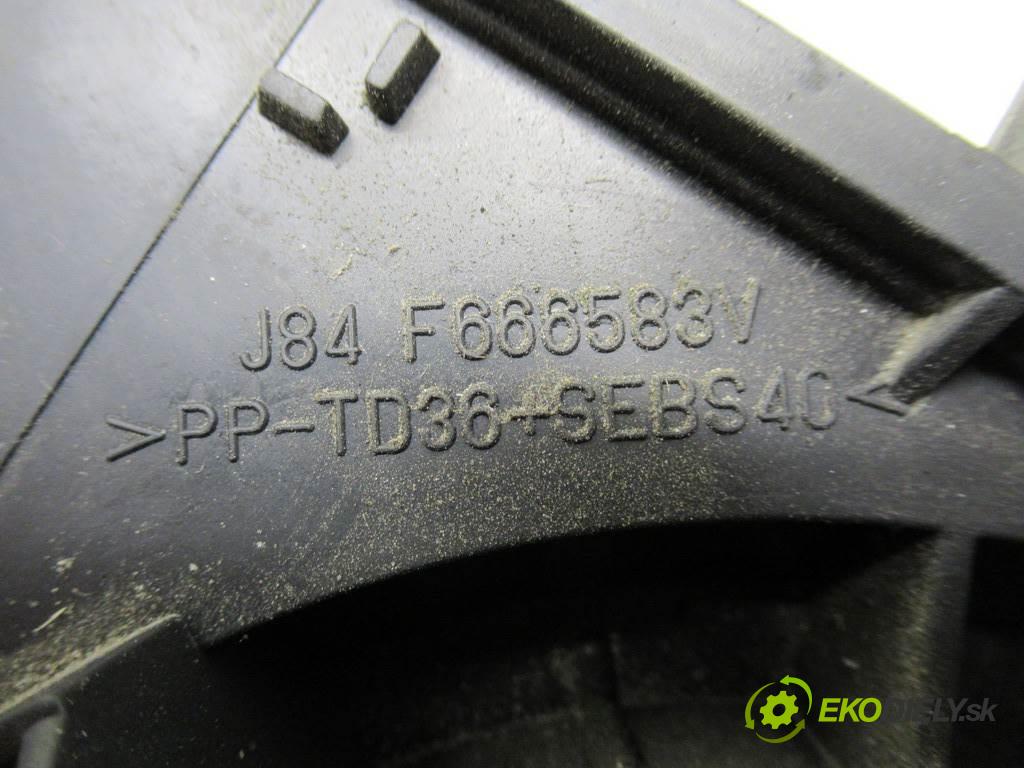 J84 F666583V
>PP-TD36+SEBS40<
EKODIELY.sk